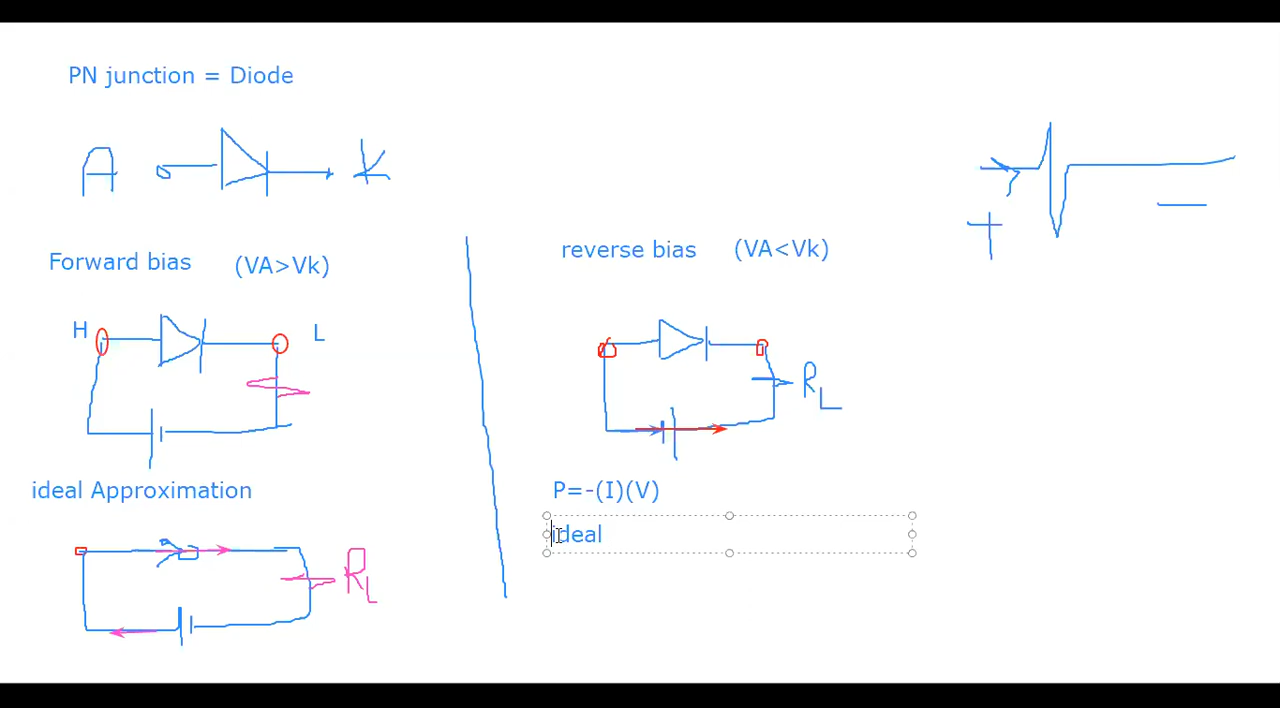 PN junction = Diode
A K
Forward bias (VA>Vk)
H L
ideal Approximation
RL
reverse bias (VA<Vk)
RL
P=-(I)(V)
ideal
+ −